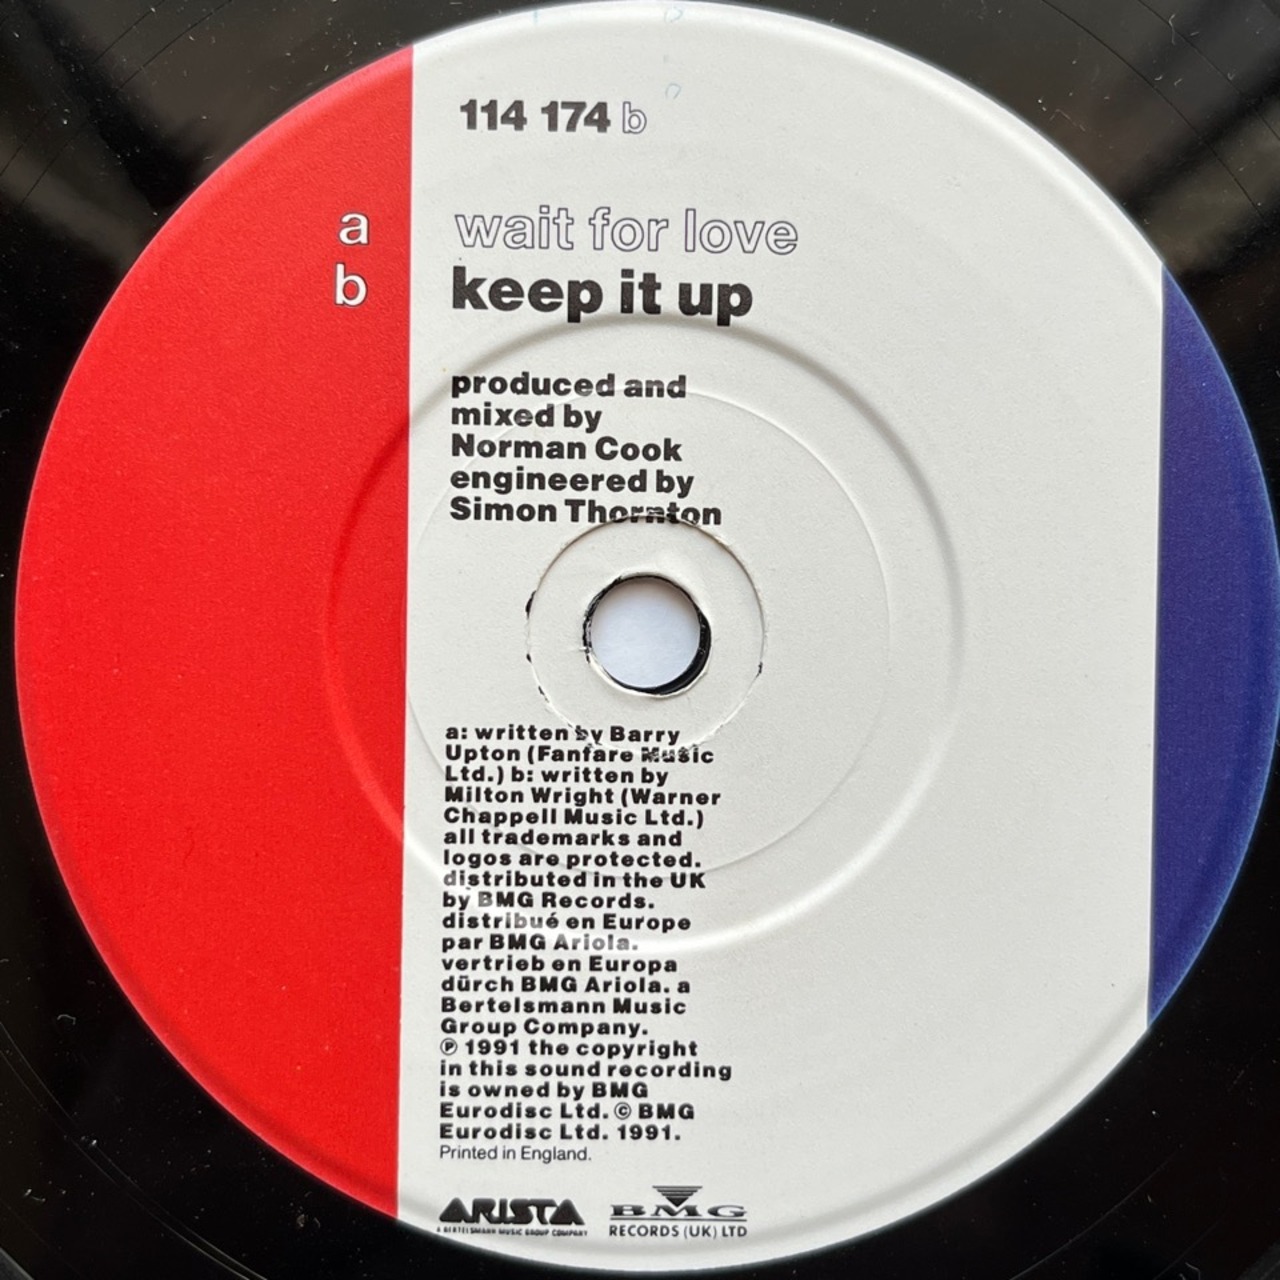 114 174 b
a wait for love
b keep it up
produced and
mixed by
Norman Cook
engineered by
Simon Thornton
a: written by Barry
Upton (Fanfare Music
Ltd.) b: written by
Milton Wright (Warner
Chappell Music Ltd.)
all trademarks and
logos are protected.
distributed in the UK
by BMG Records.
distribué en Europe
par BMG Ariola.
vertrieb en Europa
dürch BMG Ariola. a
Bertelsmann Music
Group Company.
℗ 1991 the copyright
in this sound recording
is owned by BMG
Eurodisc Ltd. © BMG
Eurodisc Ltd. 1991.
Printed in England.
ARISTA BMG
A BERTELSMANN MUSIC GROUP COMPANY RECORDS (UK) LTD